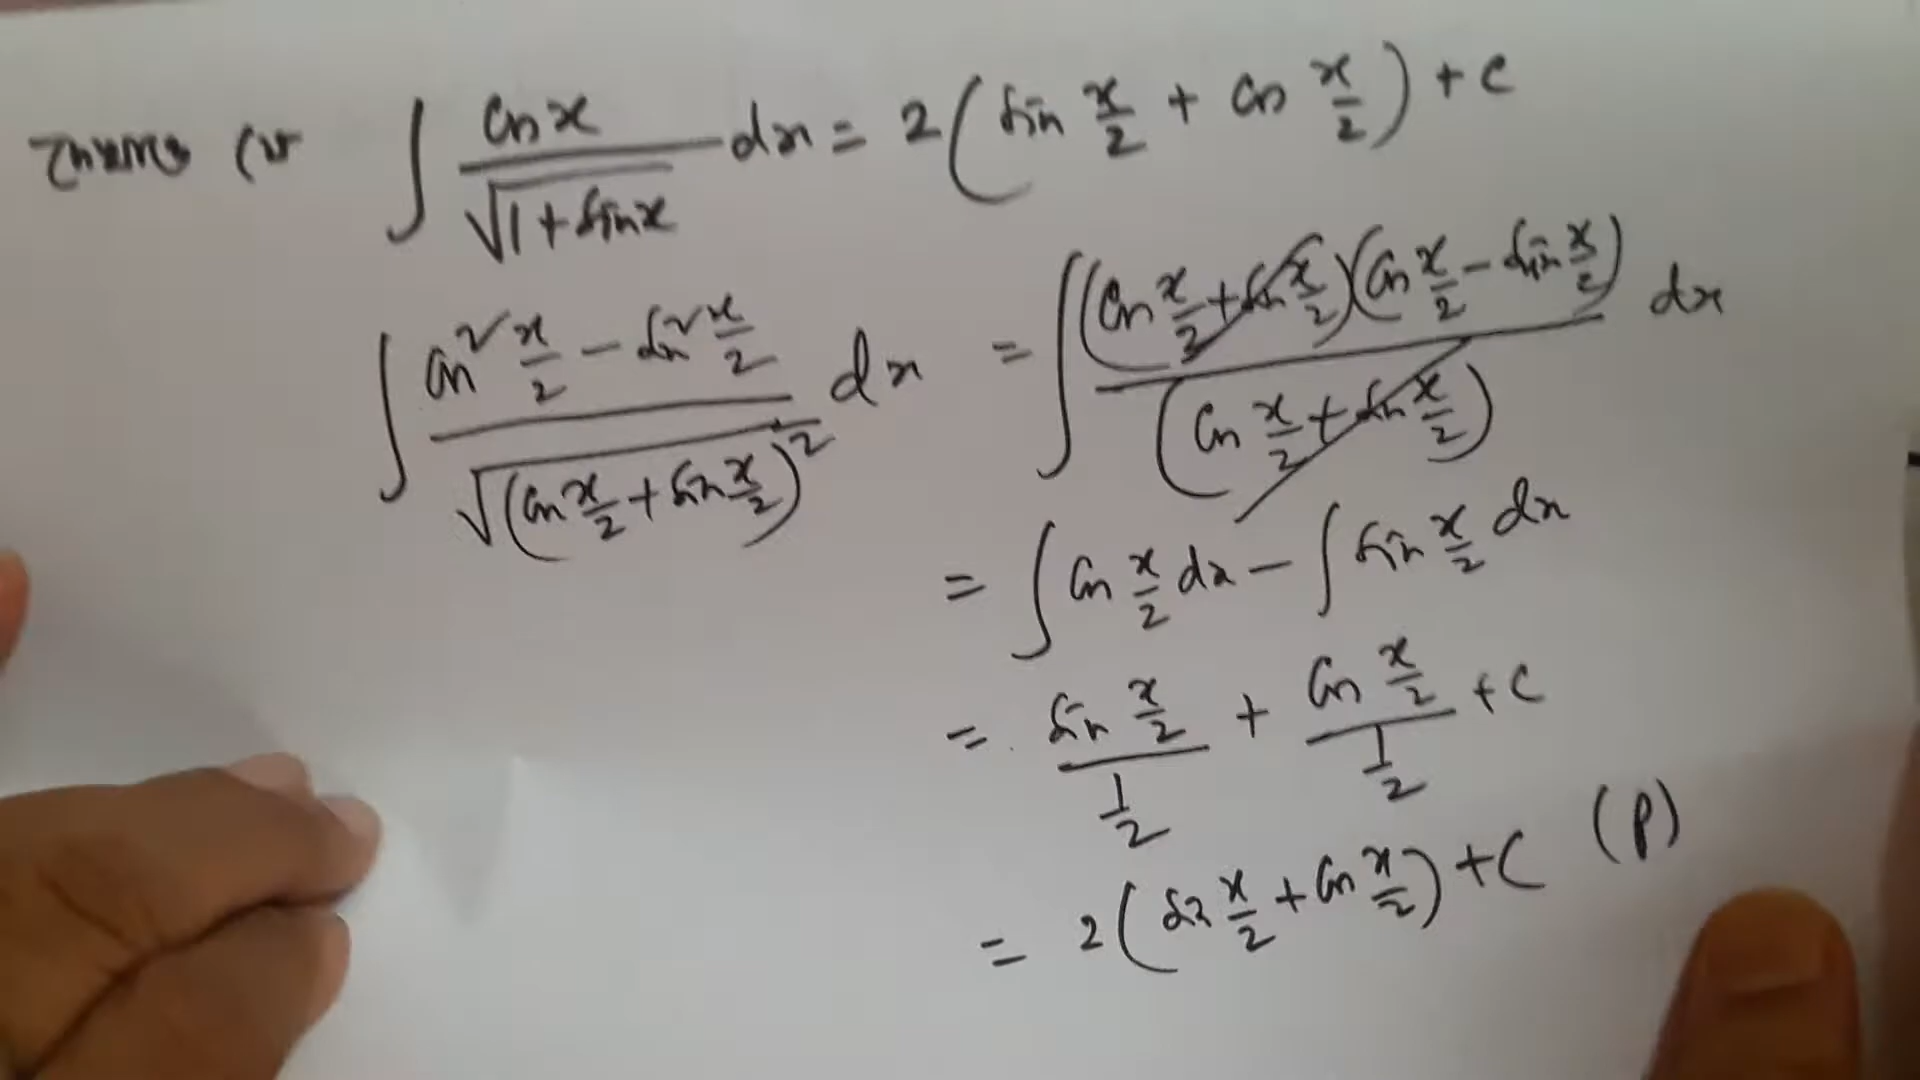 দেখাও যে ∫ cos x / √(1 + sin x) dx = 2(sin x/2 + cos x/2) + c
∫ (cos² x/2 − sin² x/2) / √((cos x/2 + sin x/2)²) dx = ∫ (cos x/2 + sin x/2)(cos x/2 − sin x/2) / (cos x/2 + sin x/2) dx
= ∫ cos x/2 dx − ∫ sin x/2 dx
= (sin x/2) / (1/2) + (cos x/2) / (1/2) + c
= 2(sin x/2 + cos x/2) + c (P)